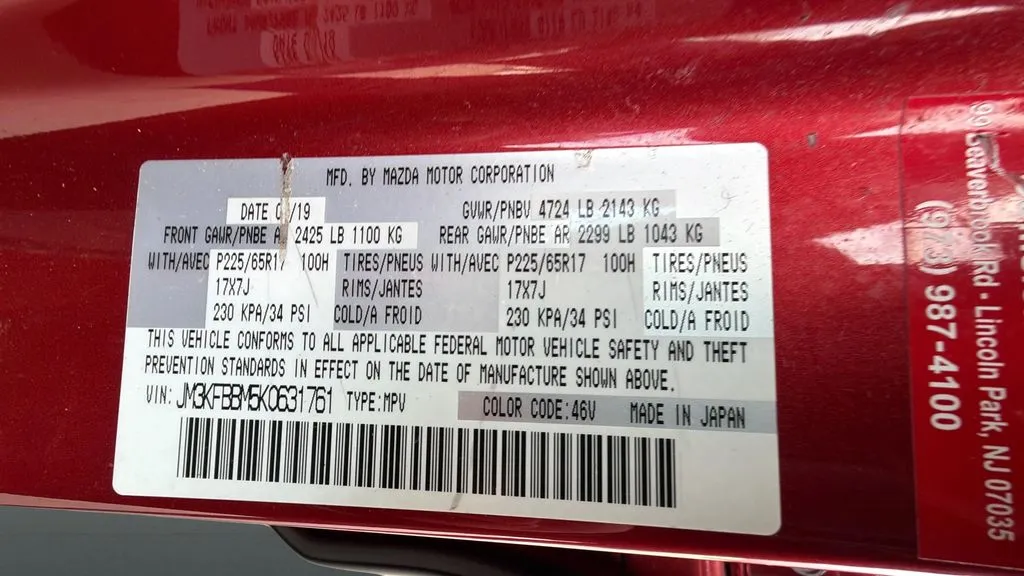 MFD. BY MAZDA MOTOR CORPORATION
DATE /19 GVWR/PNBV 4724 LB 2143 KG
FRONT GAWR/PNBE 2425 LB 1100 KG REAR GAWR/PNBE AR 2299 LB 1043 KG
WITH/AVEC P225/65R17 100H TIRES/PNEUS WITH/AVEC P225/65R17 100H TIRES/PNEUS
17X7J RIMS/JANTES 17X7J RIMS/JANTES
230 KPA/34 PSI COLD/A FROID 230 KPA/34 PSI COLD/A FROID
THIS VEHICLE CONFORMS TO ALL APPLICABLE FEDERAL MOTOR VEHICLE SAFETY AND THEFT
PREVENTION STANDARDS IN EFFECT ON THE DATE OF MANUFACTURE SHOWN ABOVE.
VIN: JM3KFBBM5K0631761 TYPE:MPV COLOR CODE:46V MADE IN JAPAN
99 Beaverbrook Rd - Lincoln Park, NJ 07035
(973) 987-4100